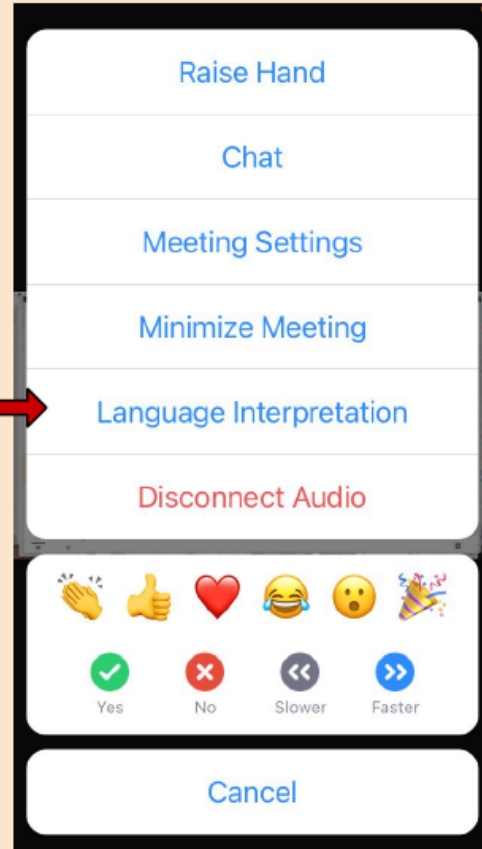 Raise Hand
Chat
Meeting Settings
Minimize Meeting
Language Interpretation
Disconnect Audio
Yes No Slower Faster
Cancel